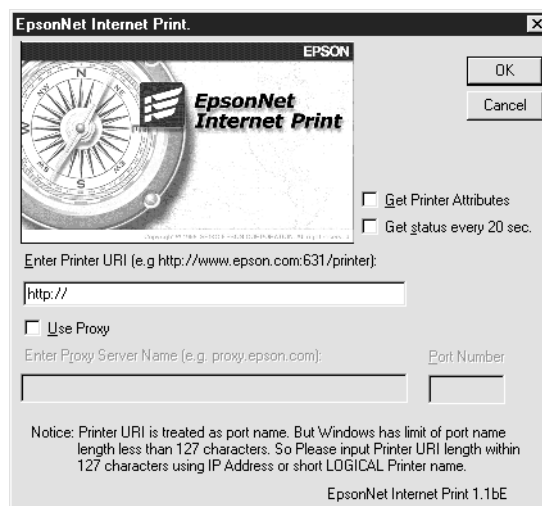 EpsonNet Internet Print.
EPSON
EpsonNet
Internet Print
N
E
S
W
OK
Cancel
Get Printer Attributes
Get status every 20 sec.
Enter Printer URI (e.g http://www.epson.com:631/printer):
http://
Use Proxy
Enter Proxy Server Name (e.g. proxy.epson.com):
Port Number
Notice: Printer URI is treated as port name. But Windows has limit of port name
length less than 127 characters. So Please input Printer URI length within
127 characters using IP Address or short LOGICAL Printer name.
EpsonNet Internet Print 1.1bE